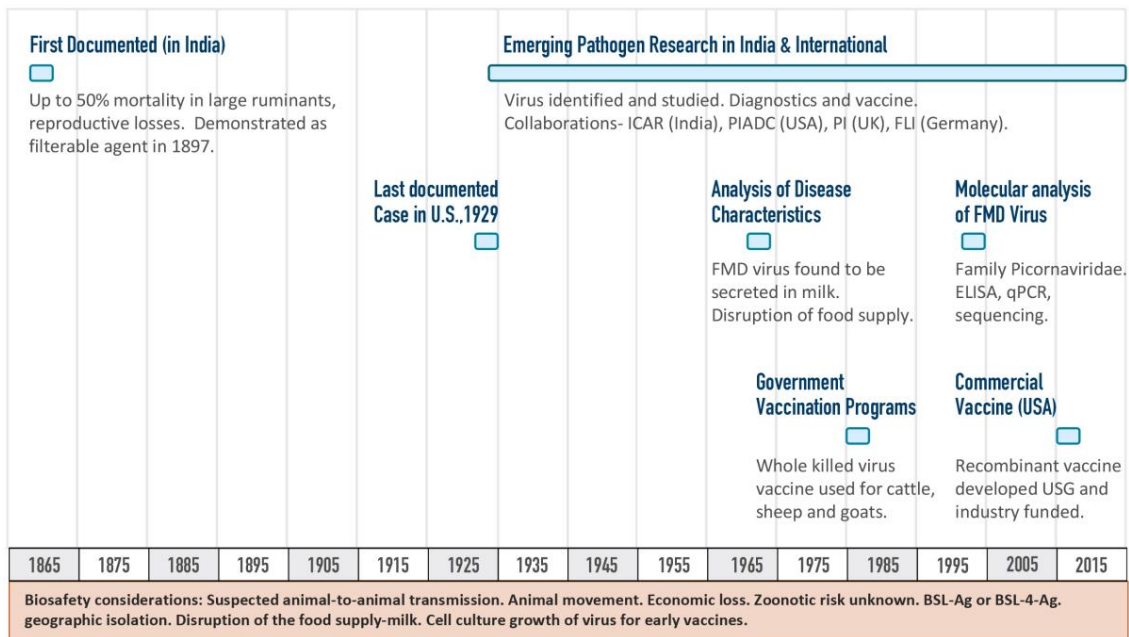 First Documented (in India)
Up to 50% mortality in large ruminants,
reproductive losses.  Demonstrated as
filterable agent in 1897.
Emerging Pathogen Research in India & International
Virus identified and studied. Diagnostics and vaccine.
Collaborations- ICAR (India), PIADC (USA), PI (UK), FLI (Germany).
Last documented
Case in U.S.,1929
Analysis of Disease
Characteristics
FMD virus found to be
secreted in milk.
Disruption of food supply.
Molecular analysis
of FMD Virus
Family Picornaviridae.
ELISA, qPCR,
sequencing.
Government
Vaccination Programs
Whole killed virus
vaccine used for cattle,
sheep and goats.
Commercial
Vaccine (USA)
Recombinant vaccine
developed USG and
industry funded.
1865 1875 1885 1895 1905 1915 1925 1935 1945 1955 1965 1975 1985 1995 2005 2015
Biosafety considerations: Suspected animal-to-animal transmission. Animal movement. Economic loss. Zoonotic risk unknown. BSL-Ag or BSL-4-Ag.
geographic isolation. Disruption of the food supply-milk. Cell culture growth of virus for early vaccines.